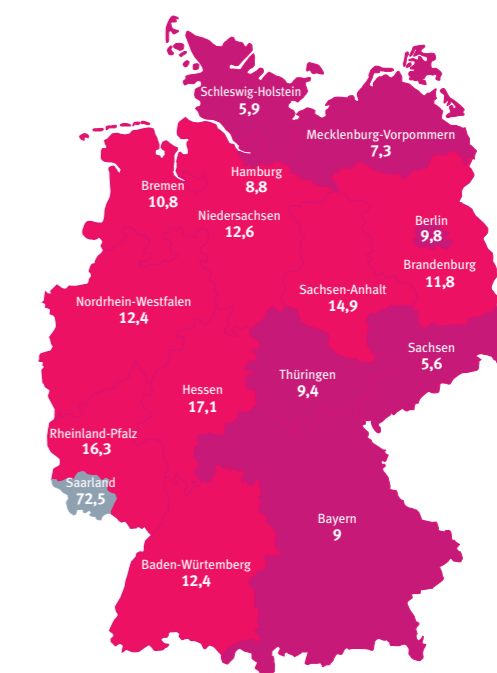 Schleswig-Holstein
5,9
Mecklenburg-Vorpommern
7,3
Hamburg
8,8
Bremen
10,8
Niedersachsen
12,6
Berlin
9,8
Brandenburg
11,8
Sachsen-Anhalt
14,9
Nordrhein-Westfalen
12,4
Sachsen
5,6
Thüringen
9,4
Hessen
17,1
Rheinland-Pfalz
16,3
Saarland
72,5
Bayern
9
Baden-Würtemberg
12,4